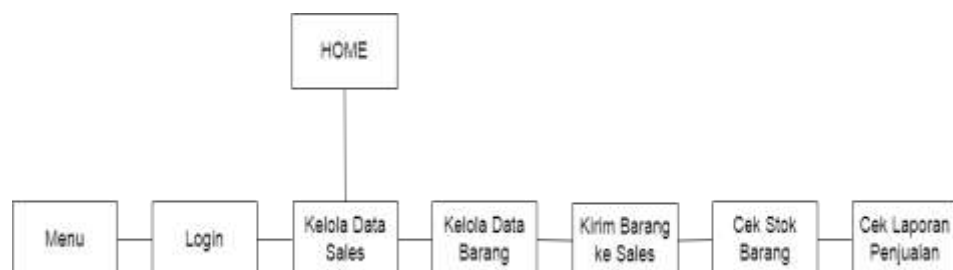 HOME
Menu
Login
Kelola Data
Sales
Kelola Data
Barang
Kirim Barang
ke Sales
Cek Stok
Barang
Cek Laporan
Penjualan